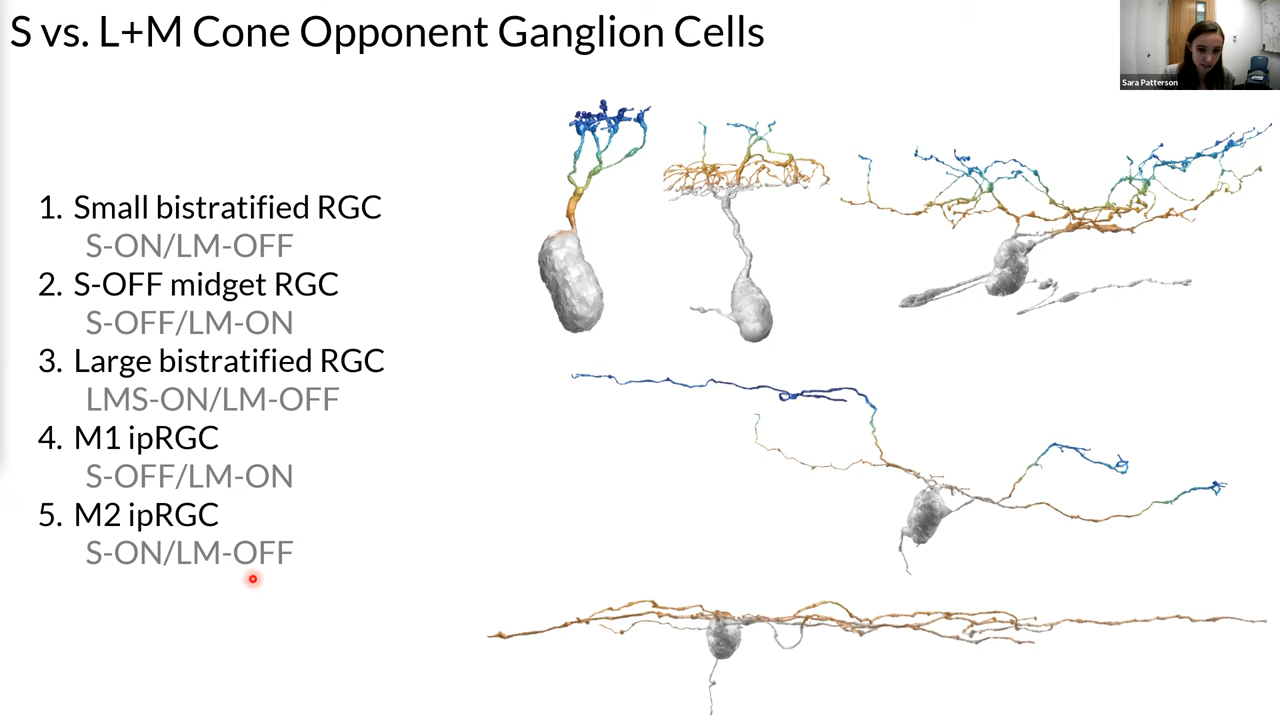 S vs. L+M Cone Opponent Ganglion Cells
Sara Patterson
1. Small bistratified RGC
S-ON/LM-OFF
2. S-OFF midget RGC
S-OFF/LM-ON
3. Large bistratified RGC
LMS-ON/LM-OFF
4. M1 ipRGC
S-OFF/LM-ON
5. M2 ipRGC
S-ON/LM-OFF